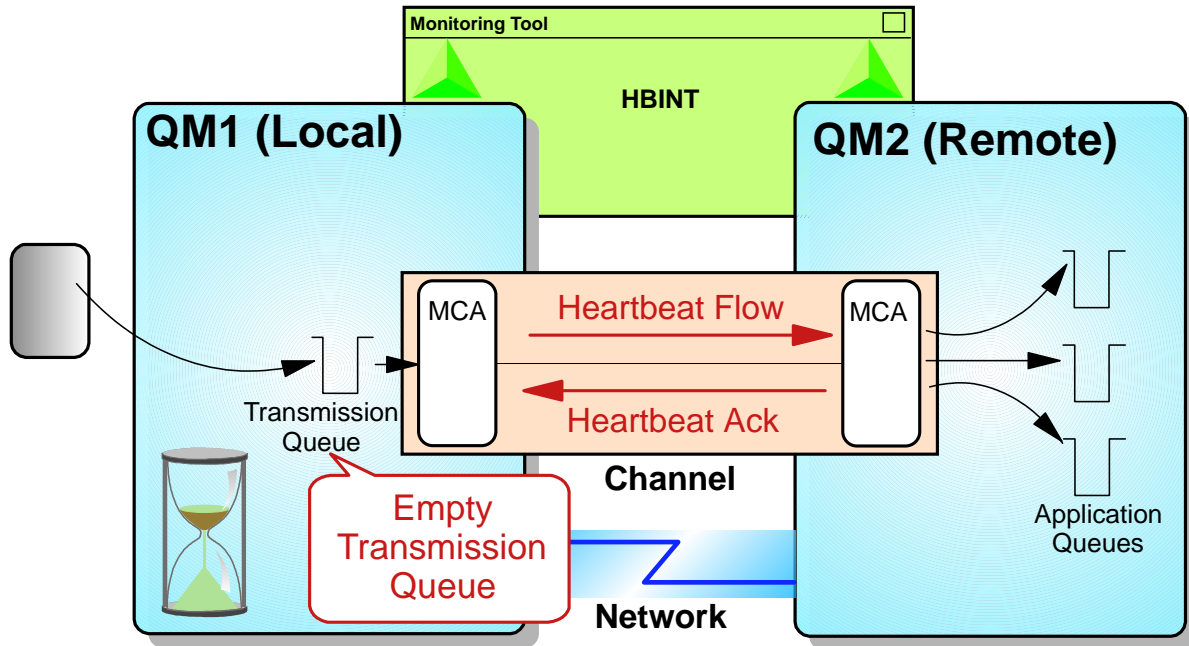 Monitoring Tool
HBINT
QM1 (Local)
QM2 (Remote)
MCA
Heartbeat Flow
MCA
Heartbeat Ack
Transmission
Queue
Channel
Empty
Transmission
Queue
Application
Queues
Network